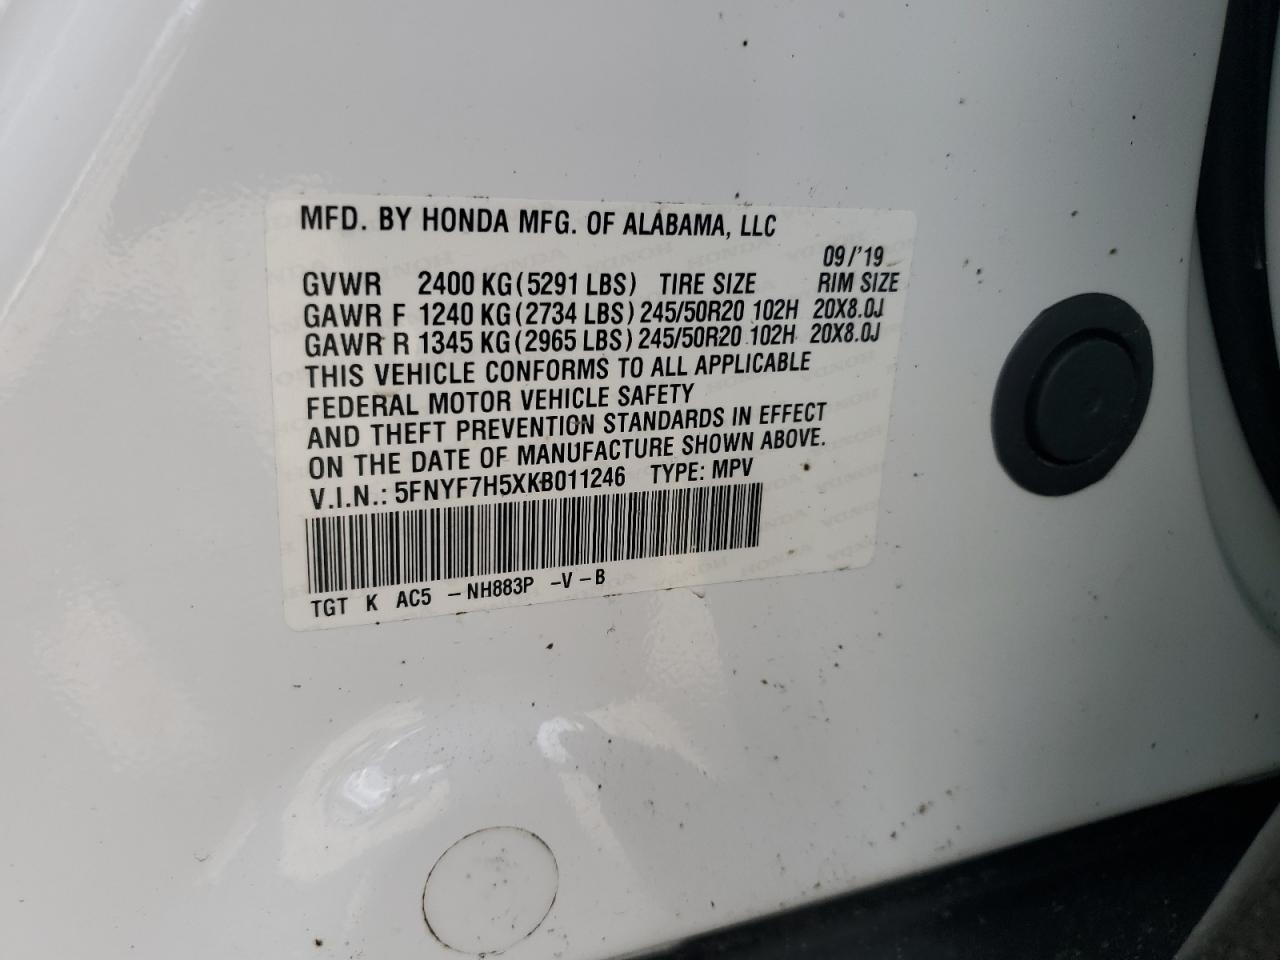 MFD. BY HONDA MFG. OF ALABAMA, LLC
09/'19
GVWR 2400 KG (5291 LBS) TIRE SIZE RIM SIZE
GAWR F 1240 KG (2734 LBS) 245/50R20 102H 20X8.0J
GAWR R 1345 KG (2965 LBS) 245/50R20 102H 20X8.0J
THIS VEHICLE CONFORMS TO ALL APPLICABLE
FEDERAL MOTOR VEHICLE SAFETY
AND THEFT PREVENTION STANDARDS IN EFFECT
ON THE DATE OF MANUFACTURE SHOWN ABOVE.
V.I.N.: 5FNYF7H5XKB011246 TYPE: MPV
TGT K AC5 -NH883P -V-B